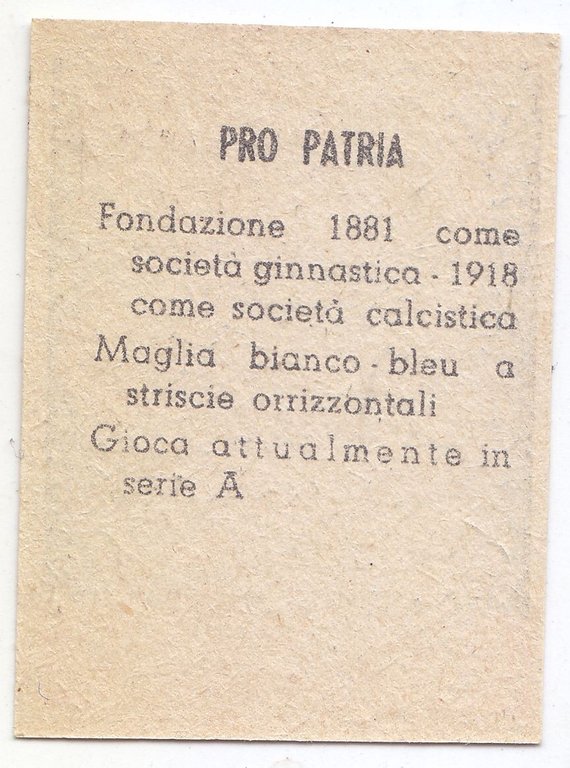 PRO PATRIA
Fondazione 1881 come
società ginnastica - 1918
come società calcistica
Maglia bianco - bleu a
striscie orrizzontali
Gioca attualmente in
serie A